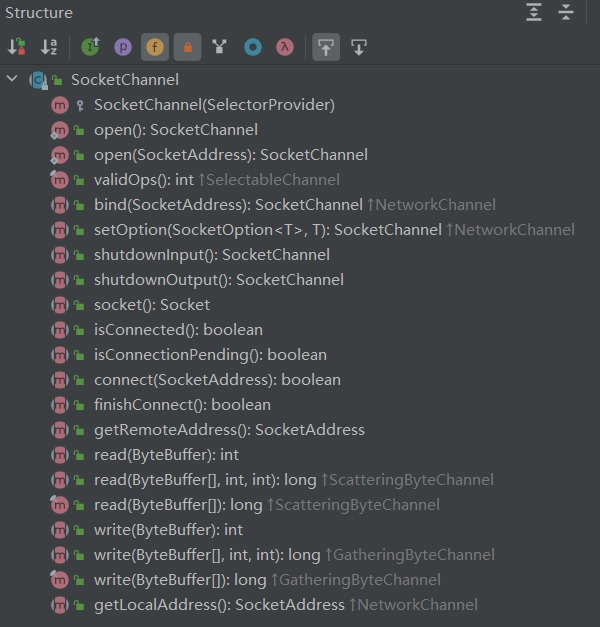 Structure
SocketChannel
SocketChannel(SelectorProvider)
open(): SocketChannel
open(SocketAddress): SocketChannel
validOps(): int ↑SelectableChannel
bind(SocketAddress): SocketChannel ↑NetworkChannel
setOption(SocketOption<T>, T): SocketChannel ↑NetworkChannel
shutdownInput(): SocketChannel
shutdownOutput(): SocketChannel
socket(): Socket
isConnected(): boolean
isConnectionPending(): boolean
connect(SocketAddress): boolean
finishConnect(): boolean
getRemoteAddress(): SocketAddress
read(ByteBuffer): int
read(ByteBuffer[], int, int): long ↑ScatteringByteChannel
read(ByteBuffer[]): long ↑ScatteringByteChannel
write(ByteBuffer): int
write(ByteBuffer[], int, int): long ↑GatheringByteChannel
write(ByteBuffer[]): long ↑GatheringByteChannel
getLocalAddress(): SocketAddress ↑NetworkChannel